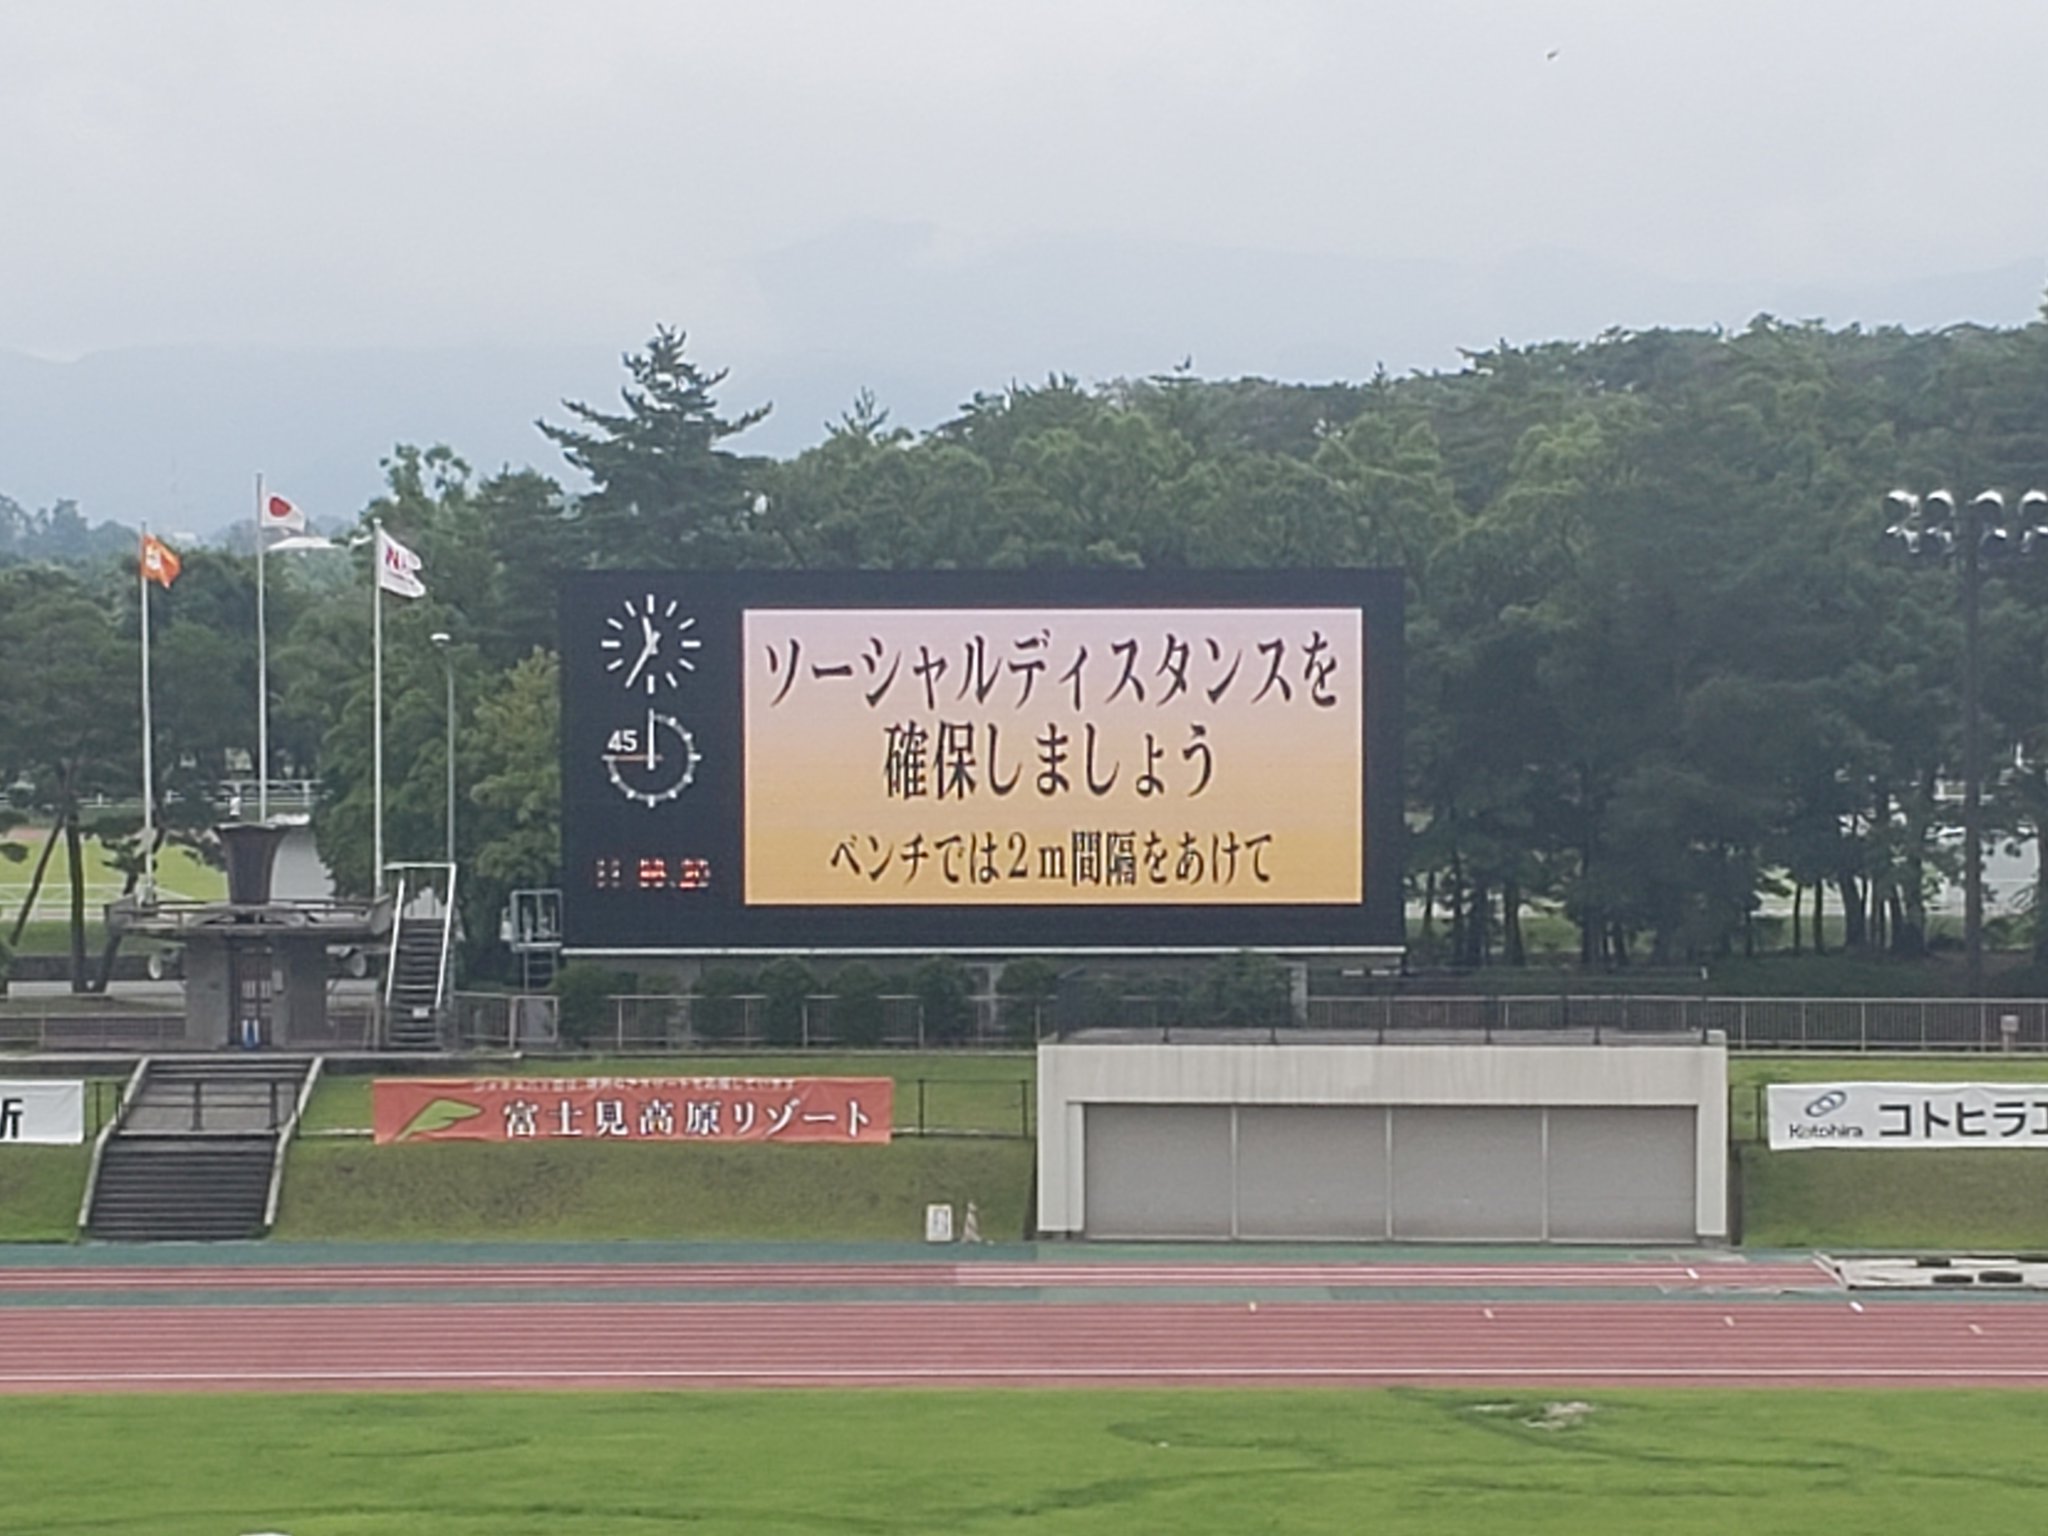 ソーシャルディスタンスを
確保しましょう
ベンチでは2m間隔をあけて
45
富士見高原リゾート
所
Kotohira コトヒラエ